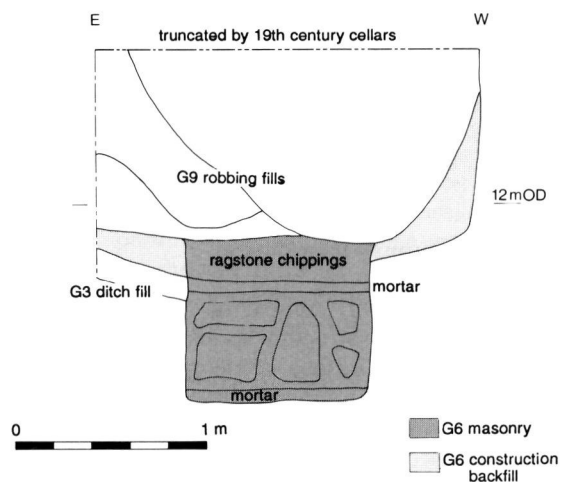 E
W
truncated by 19th century cellars
G9 robbing fills
12mOD
ragstone chippings
G3 ditch fill
mortar
mortar
0
1 m
G6 masonry
G6 construction
backfill